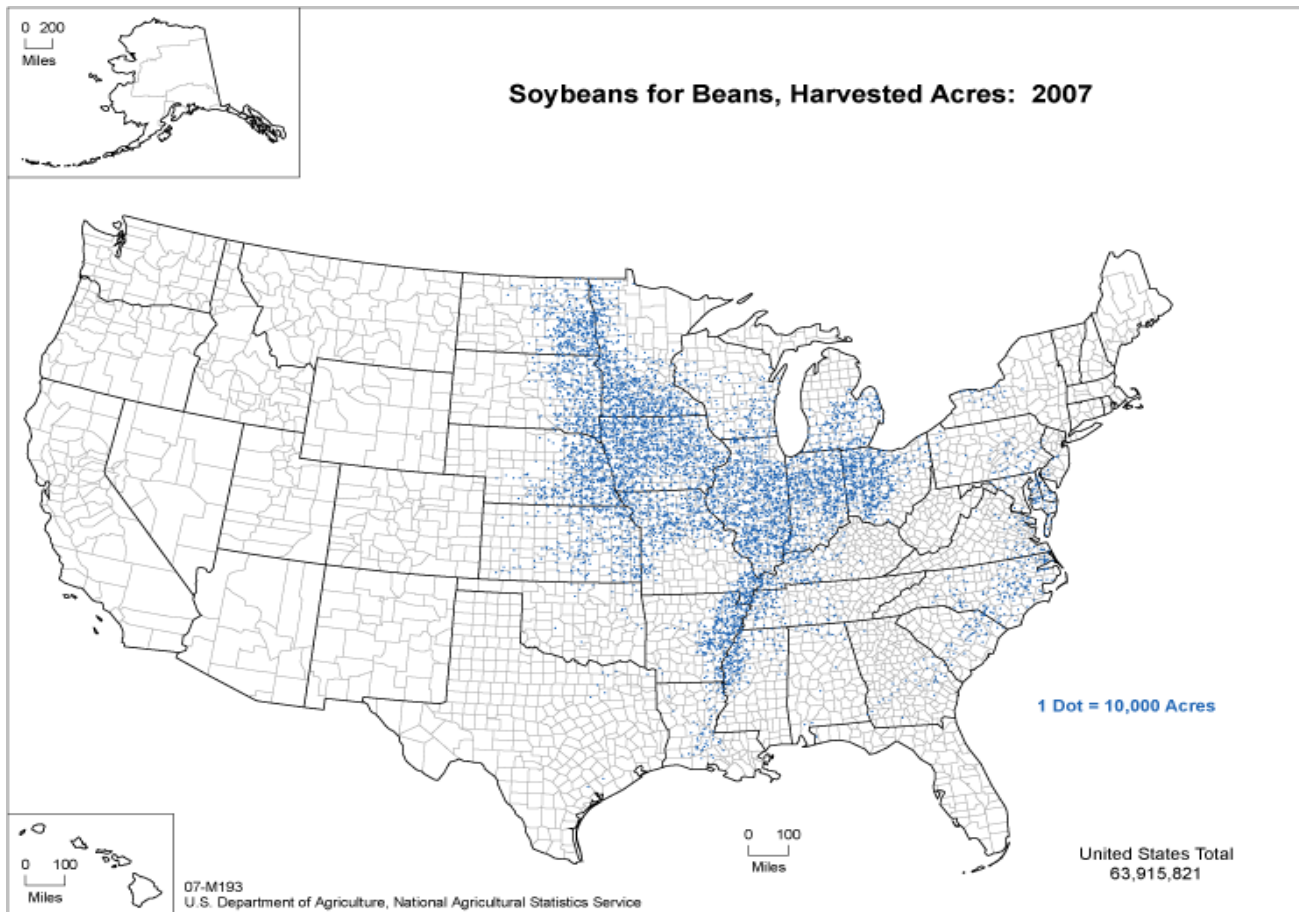 0 200
Miles
Soybeans for Beans, Harvested Acres: 2007
1 Dot = 10,000 Acres
0 100
Miles
0 100
Miles
United States Total
63,915,821
07-M193
U.S. Department of Agriculture, National Agricultural Statistics Service